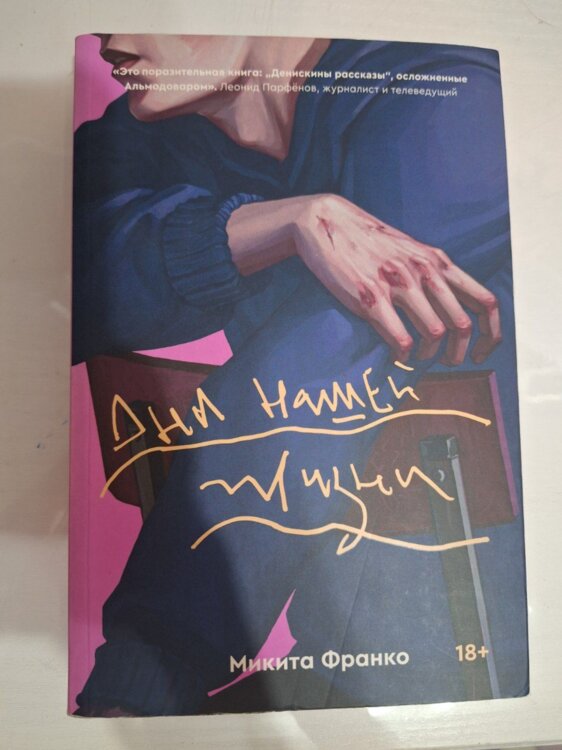 «Это поразительная книга: „Денискины рассказы“, осложненные
Альмодоваром». Леонид Парфёнов, журналист и телеведущий
Дни нашей
жизни
Микита Франко
18+